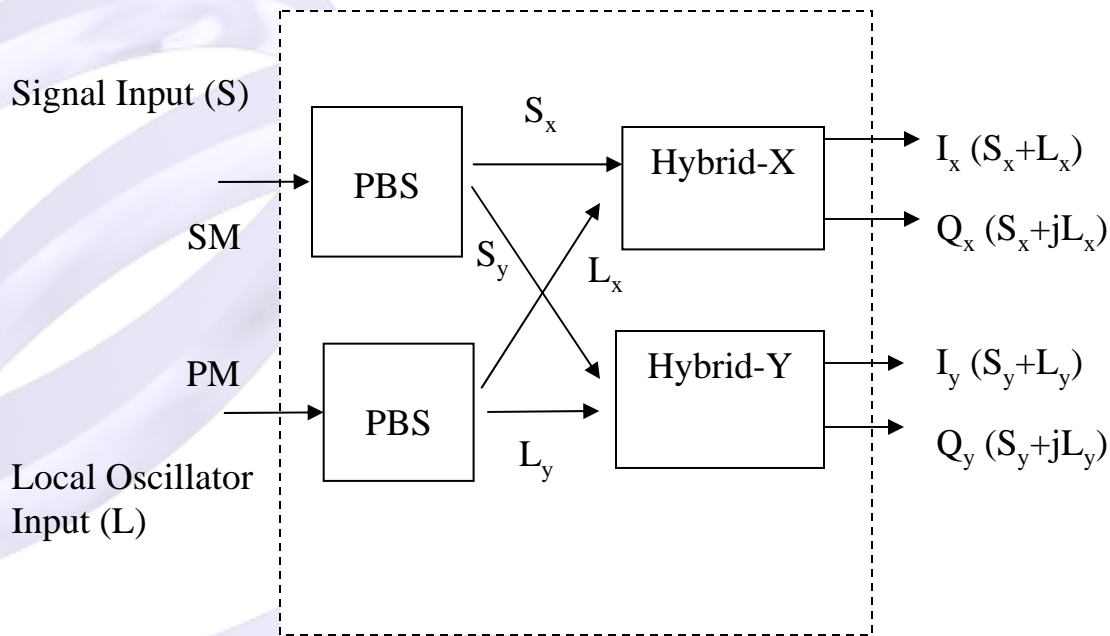 Signal Input (S)
SM
PBS
Sx
Sy
Lx
Hybrid-X
Ix (Sx+Lx)
Qx (Sx+jLx)
PM
Local Oscillator
Input (L)
PBS
Ly
Hybrid-Y
Iy (Sy+Ly)
Qy (Sy+jLy)